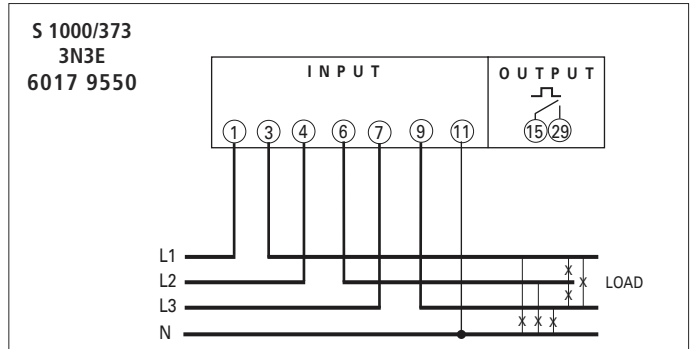 S 1000/373
3N3E
6017 9550
INPUT
OUTPUT
1 3 4 6 7 9 11
15 29
L1
L2
L3
N
x
x
x
LOAD
x x x